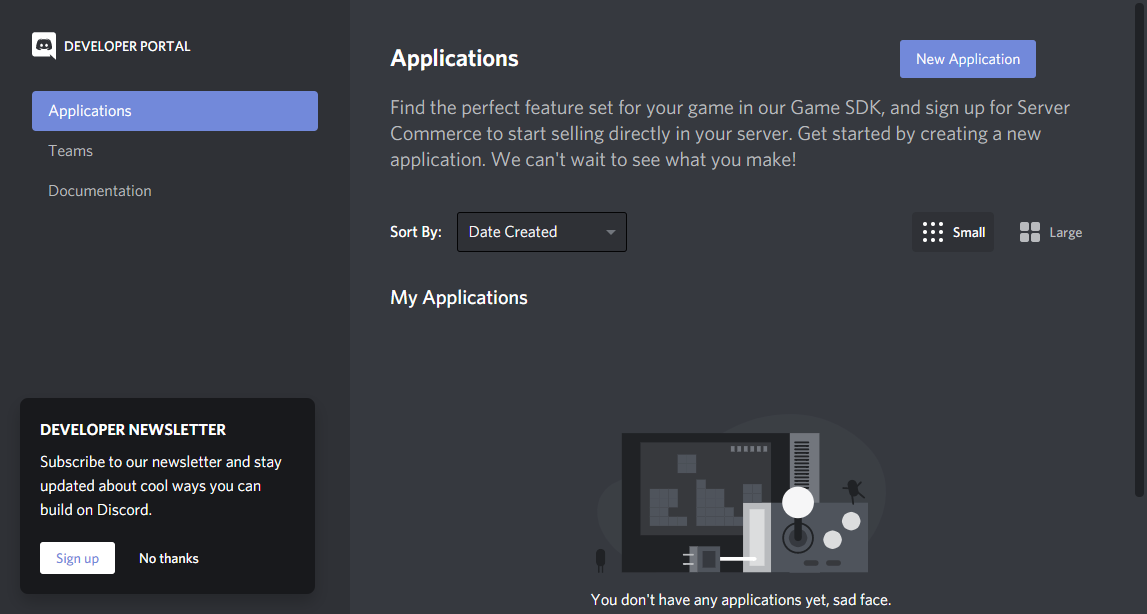 DEVELOPER PORTAL
Applications
Teams
Documentation
DEVELOPER NEWSLETTER
Subscribe to our newsletter and stay
updated about cool ways you can
build on Discord.
Sign up
No thanks
Applications
New Application
Find the perfect feature set for your game in our Game SDK, and sign up for Server
Commerce to start selling directly in your server. Get started by creating a new
application. We can't wait to see what you make!
Sort By:
Date Created
Small
Large
My Applications
You don't have any applications yet, sad face.